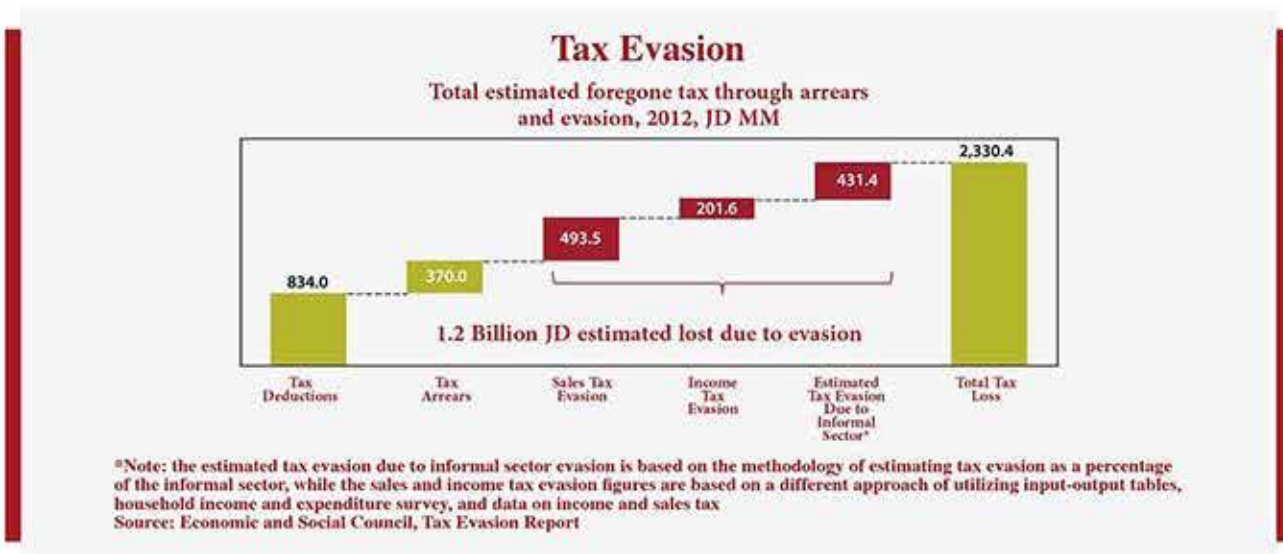 Tax Evasion
Total estimated foregone tax through arrears
and evasion, 2012, JD MM
834.0
370.0
493.5
201.6
431.4
2,330.4
1.2 Billion JD estimated lost due to evasion
Tax
Deductions
Tax
Arrears
Sales Tax
Evasion
Income
Tax
Evasion
Estimated
Tax Evasion
Due to
Informal
Sector*
Total Tax
Loss
*Note: the estimated tax evasion due to informal sector evasion is based on the methodology of estimating tax evasion as a percentage
of the informal sector, while the sales and income tax evasion figures are based on a different approach of utilizing input-output tables,
household income and expenditure survey, and data on income and sales tax
Source: Economic and Social Council, Tax Evasion Report